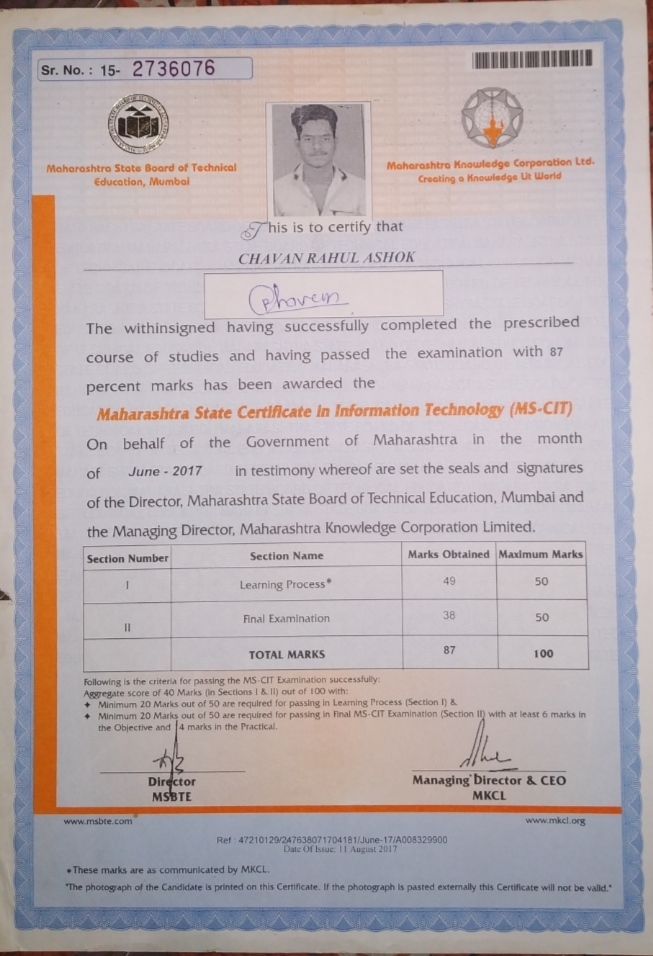 Sr. No. : 15- 2736076
Maharashtra State Board of Technical
Education, Mumbai
Maharashtra Knowledge Corporation Ltd.
Creating a Knowledge Lit World
This is to certify that
CHAVAN RAHUL ASHOK
The withinsigned having successfully completed the prescribed
course of studies and having passed the examination with 87
percent marks has been awarded the
Maharashtra State Certificate in Information Technology (MS-CIT)
On behalf of the Government of Maharashtra in the month
of June - 2017 in testimony whereof are set the seals and signatures
of the Director, Maharashtra State Board of Technical Education, Mumbai and
the Managing Director, Maharashtra Knowledge Corporation Limited.
Section Number Section Name Marks Obtained Maximum Marks
I Learning Process* 49 50
II Final Examination 38 50
TOTAL MARKS 87 100
Following is the criteria for passing the MS-CIT Examination successfully:
Aggregate score of 40 Marks (in Sections I & II) out of 100 with:
✦ Minimum 20 Marks out of 50 are required for passing in Learning Process (Section I) &
✦ Minimum 20 Marks out of 50 are required for passing in Final MS-CIT Examination (Section II) with at least 6 marks in
the Objective and 14 marks in the Practical.
Director
MSBTE
Managing Director & CEO
MKCL
www.msbte.com
www.mkcl.org
Ref : 47210129/247638071704181/June-17/A008329900
Date Of Issue: 11 August 2017
*These marks are as communicated by MKCL.
"The photograph of the Candidate is printed on this Certificate. If the photograph is pasted externally this Certificate will not be valid."